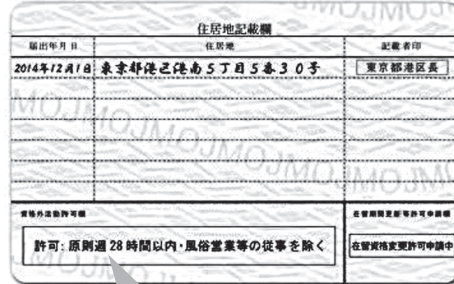 住居地記載欄
届出年月日 住居地 記載者印
2014年12月1日 東京都港区港南5丁目5番30号 東京都港区長
資格外活動許可欄 在留期間更新等許可申請欄
許可: 原則週28時間以内・風俗営業等の従事を除く 在留資格変更許可申請中
MOJMOJMOJMOJMOJ